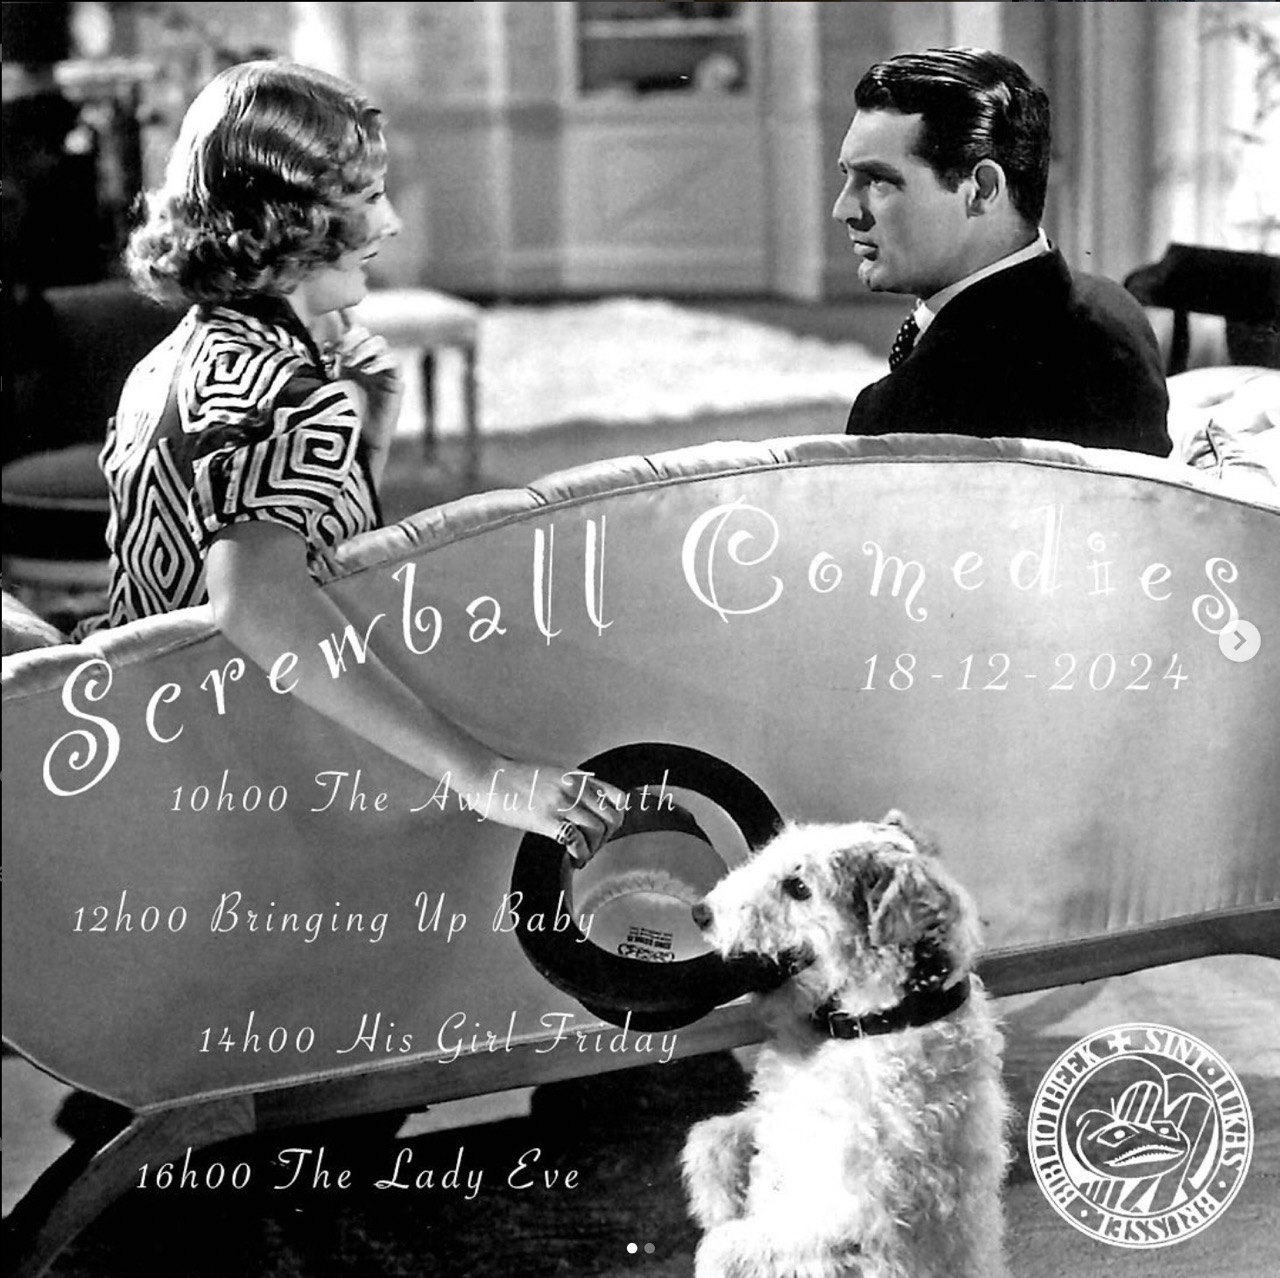 Screwball Comedies
18-12-2024
10h00 The Awful Truth
12h00 Bringing Up Baby
14h00 His Girl Friday
16h00 The Lady Eve
BIBLIOTHEEK SINT·LUKAS·BRUSSEL